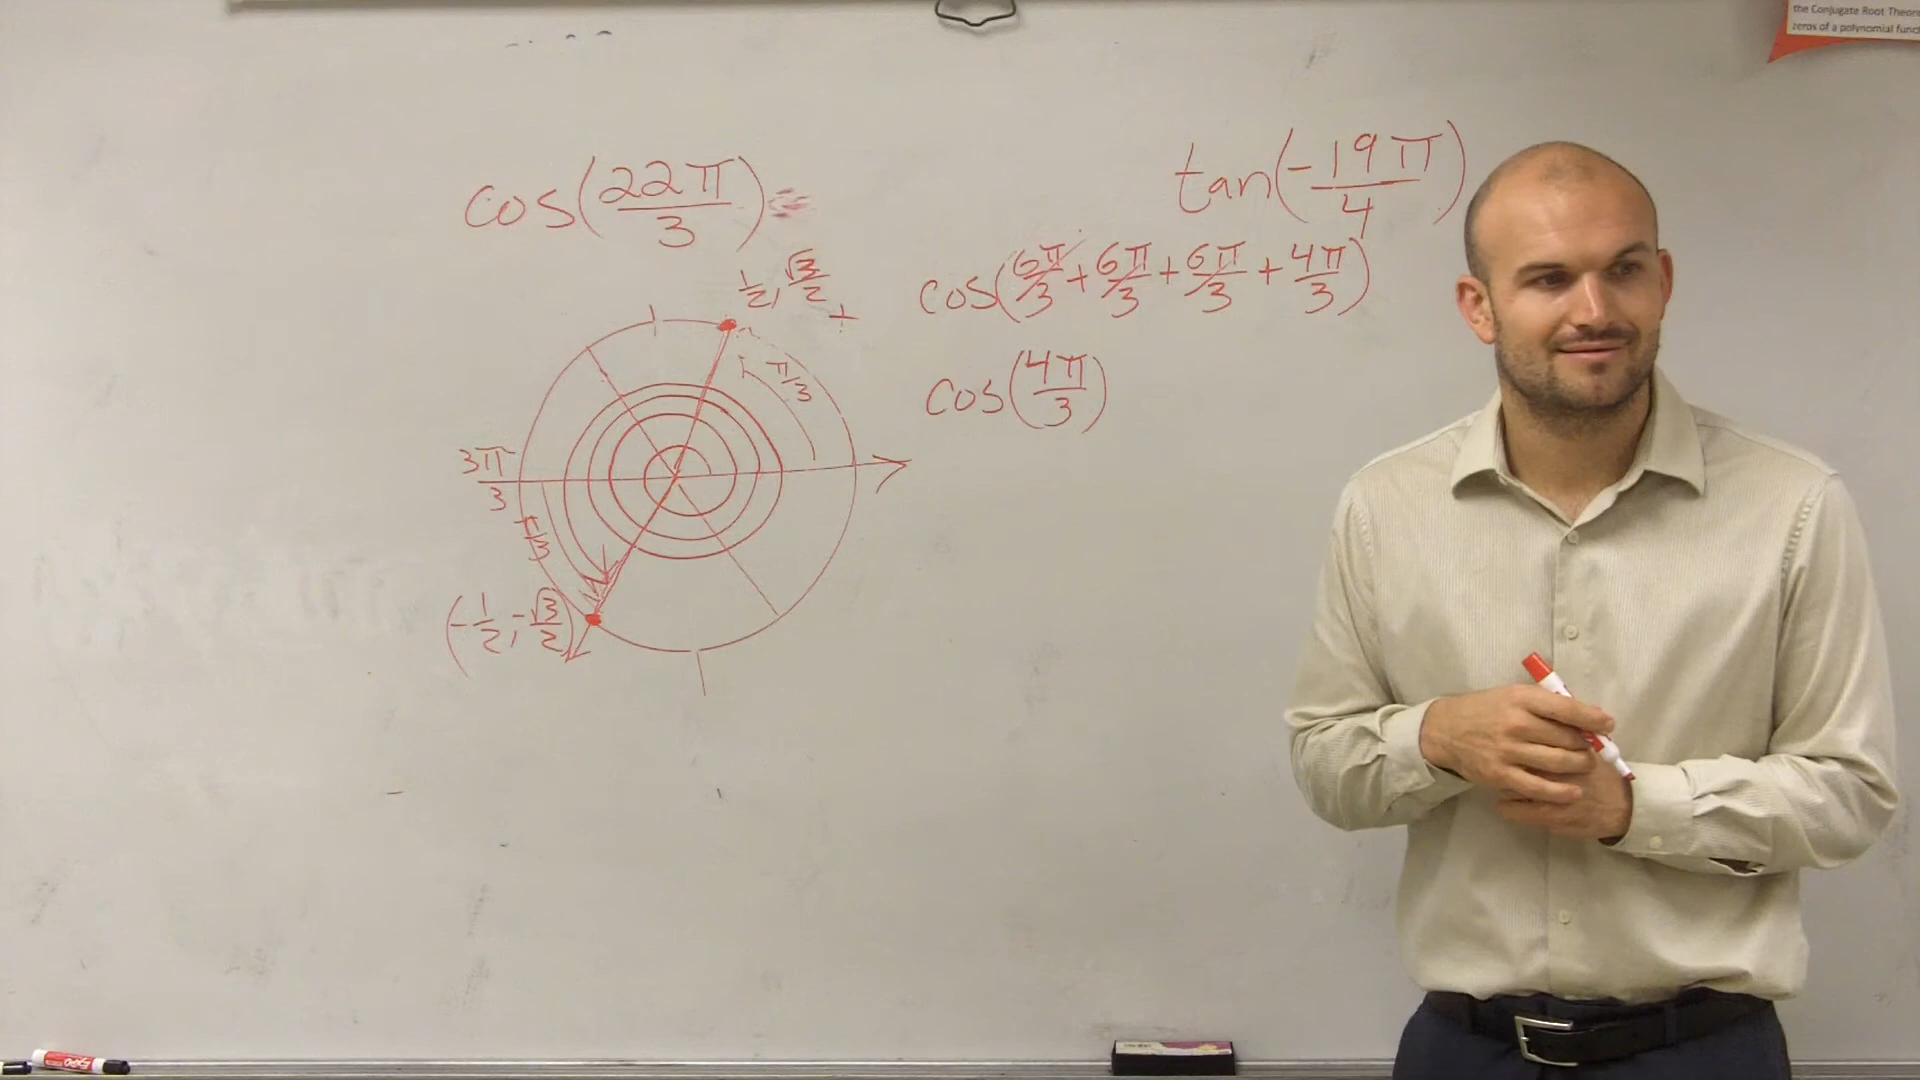 the Conjugate Root Theorem
zeros of a polynomial func
cos(22π/3)=
tan(-19π/4)
1/2, √3/2
cos(6π/3 + 6π/3 + 6π/3 + 4π/3)
π/3
cos(4π/3)
3π/3
π/3
(-1/2, -√3/2)
EXPO